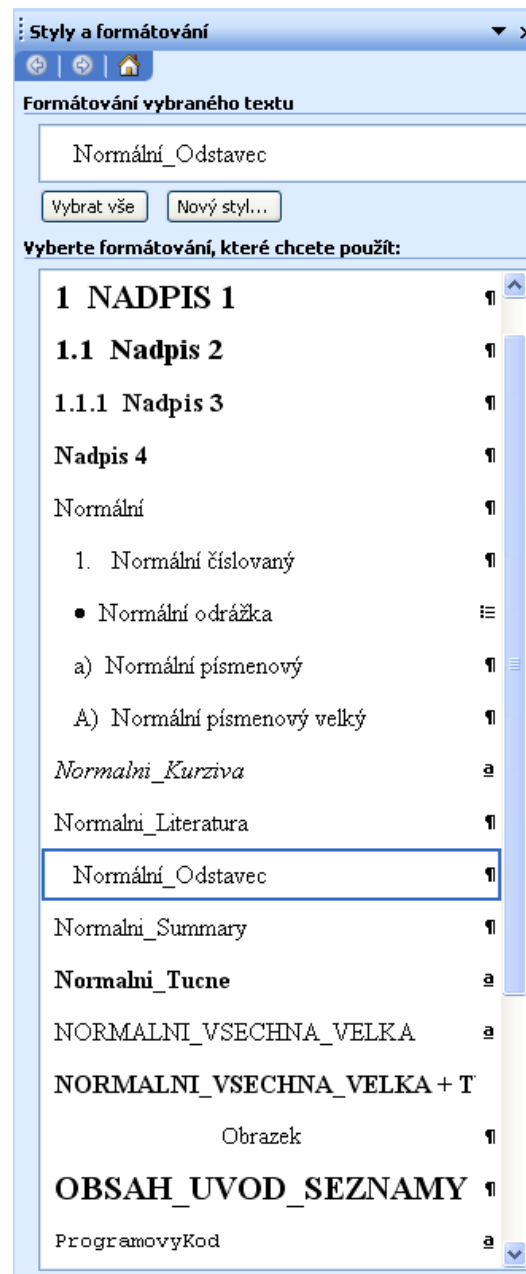 Styly a formátování
Formátování vybraného textu
Normální_Odstavec
Vybrat vše
Nový styl...
Vyberte formátování, které chcete použít:
1 NADPIS 1 ¶
1.1 Nadpis 2 ¶
1.1.1 Nadpis 3 ¶
Nadpis 4 ¶
Normální ¶
1. Normální číslovaný ¶
• Normální odrážka
a) Normální písmenový ¶
A) Normální písmenový velký ¶
Normalni_Kurziva a
Normalni_Literatura ¶
Normální_Odstavec ¶
Normalni_Summary ¶
Normalni_Tucne a
NORMALNI_VSECHNA_VELKA a
NORMALNI_VSECHNA_VELKA + T
Obrazek ¶
OBSAH_UVOD_SEZNAMY ¶
ProgramovyKod a